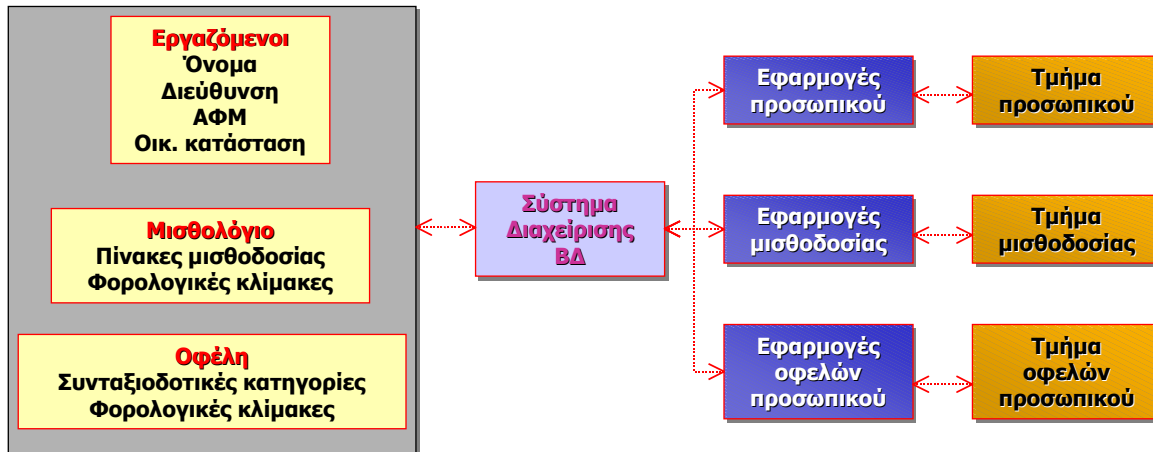 Εργαζόμενοι
Όνομα
Διεύθυνση
ΑΦΜ
Οικ. κατάσταση
Μισθολόγιο
Πίνακες μισθοδοσίας
Φορολογικές κλίμακες
Οφέλη
Συνταξιοδοτικές κατηγορίες
Φορολογικές κλίμακες
Σύστημα
Διαχείρισης
ΒΔ
Εφαρμογές
προσωπικού
Τμήμα
προσωπικού
Εφαρμογές
μισθοδοσίας
Τμήμα
μισθοδοσίας
Εφαρμογές
οφελών
προσωπικού
Τμήμα
οφελών
προσωπικού